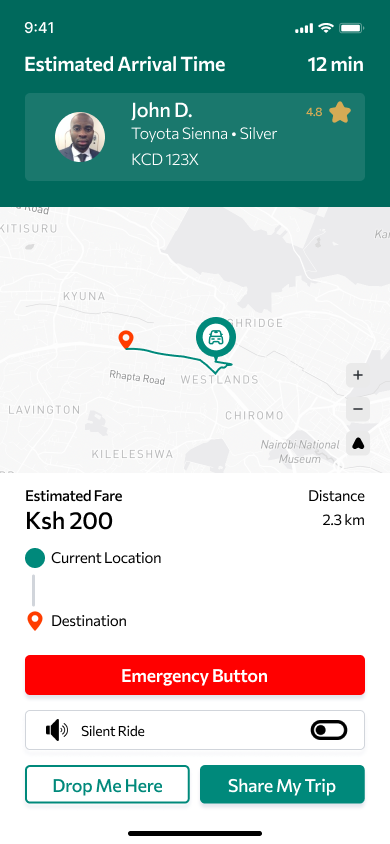 9:41
Estimated Arrival Time 12 min
John D. 4.8
Toyota Sienna • Silver
KCD 123X
Road
KITISURU
KYUNA
Rhapta Road
WESTLANDS
LAVINGTON
CHIROMO
KILELESHWA
Nairobi National
Museum
+
−
Estimated Fare Distance
Ksh 200 2.3 km
Current Location
Destination
Emergency Button
Silent Ride
Drop Me Here Share My Trip